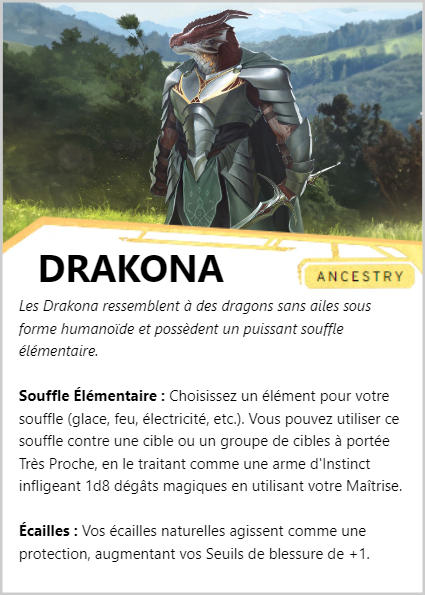 DRAKONA
ANCESTRY
Les Drakona ressemblent à des dragons sans ailes sous
forme humanoïde et possèdent un puissant souffle
élémentaire.
Souffle Élémentaire : Choisissez un élément pour votre
souffle (glace, feu, électricité, etc.). Vous pouvez utiliser ce
souffle contre une cible ou un groupe de cibles à portée
Très Proche, en le traitant comme une arme d'Instinct
infligeant 1d8 dégâts magiques en utilisant votre Maîtrise.
Écailles : Vos écailles naturelles agissent comme une
protection, augmentant vos Seuils de blessure de +1.